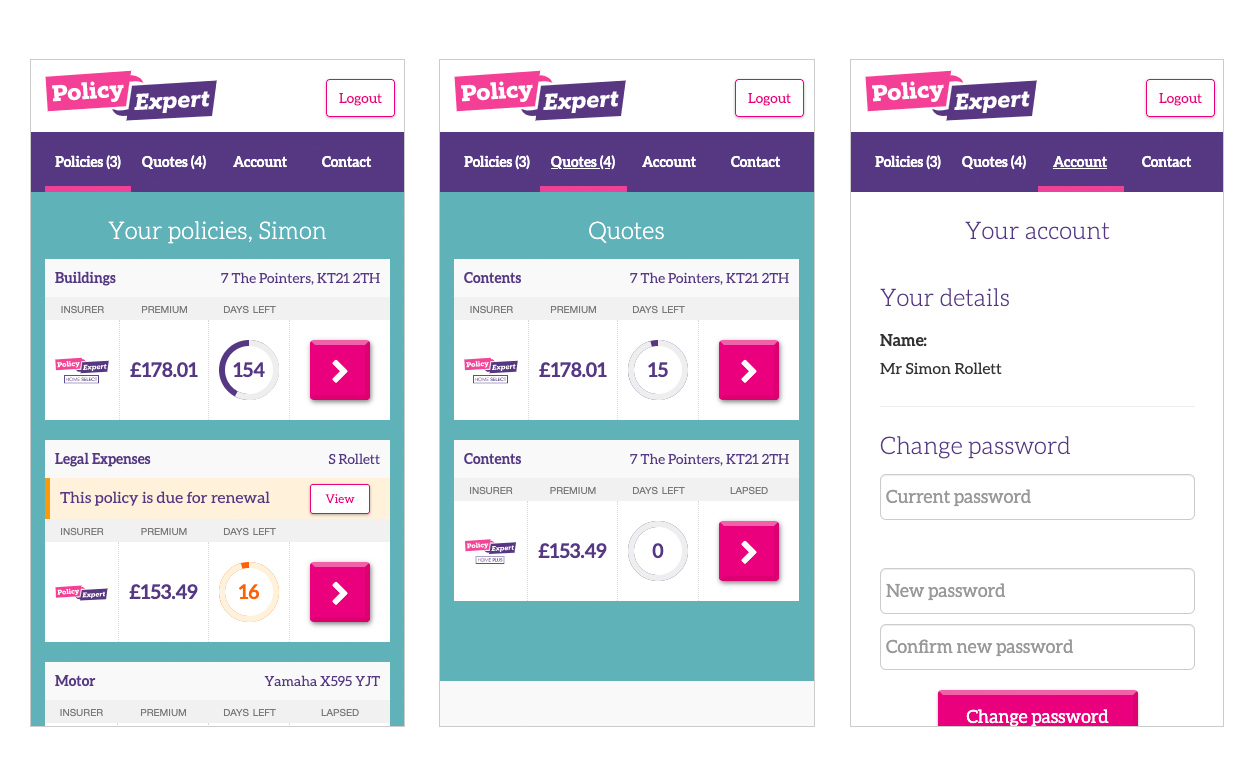 Policy Expert
Logout
Policies (3) Quotes (4) Account Contact
Your policies, Simon
Buildings 7 The Pointers, KT21 2TH
INSURER PREMIUM DAYS LEFT
Policy Expert
HOME SELECT
£178.01 154
Legal Expenses S Rollett
This policy is due for renewal View
INSURER PREMIUM DAYS LEFT
Policy Expert £153.49 16
Motor Yamaha X595 YJT
INSURER PREMIUM DAYS LEFT LAPSED
Policy Expert
Logout
Policies (3) Quotes (4) Account Contact
Quotes
Contents 7 The Pointers, KT21 2TH
INSURER PREMIUM DAYS LEFT
Policy Expert
HOME SELECT
£178.01 15
Contents 7 The Pointers, KT21 2TH
INSURER PREMIUM DAYS LEFT LAPSED
Policy Expert
HOME PLUS
£153.49 0
Policy Expert
Logout
Policies (3) Quotes (4) Account Contact
Your account
Your details
Name:
Mr Simon Rollett
Change password
Current password
New password
Confirm new password
Change password